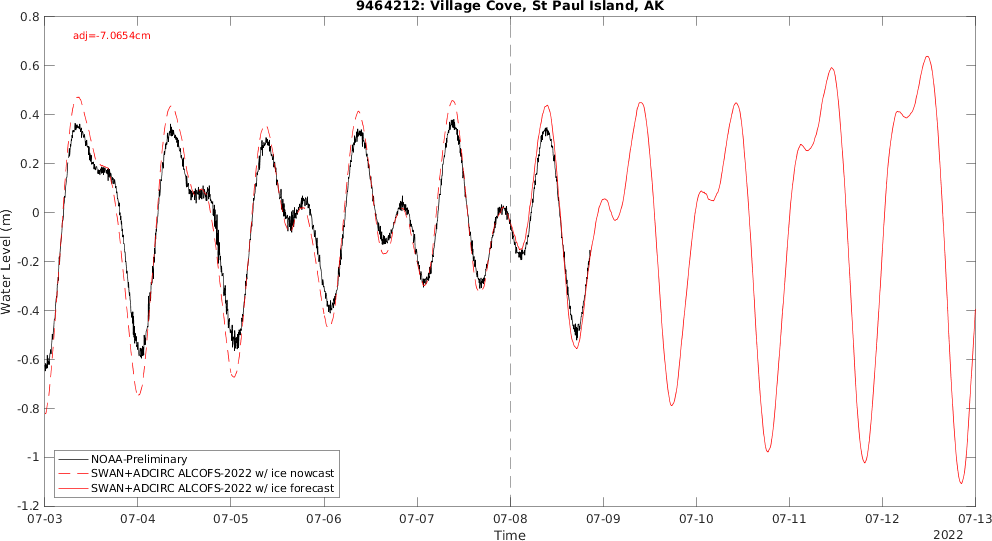 9464212: Village Cove, St Paul Island, AK
adj=-7.0654cm
Water Level (m)
0.8
0.6
0.4
0.2
0
-0.2
-0.4
-0.6
-0.8
-1
-1.2
NOAA-Preliminary
SWAN+ADCIRC ALCOFS-2022 w/ ice nowcast
SWAN+ADCIRC ALCOFS-2022 w/ ice forecast
07-03 07-04 07-05 07-06 07-07 07-08 07-09 07-10 07-11 07-12 07-13
Time
2022